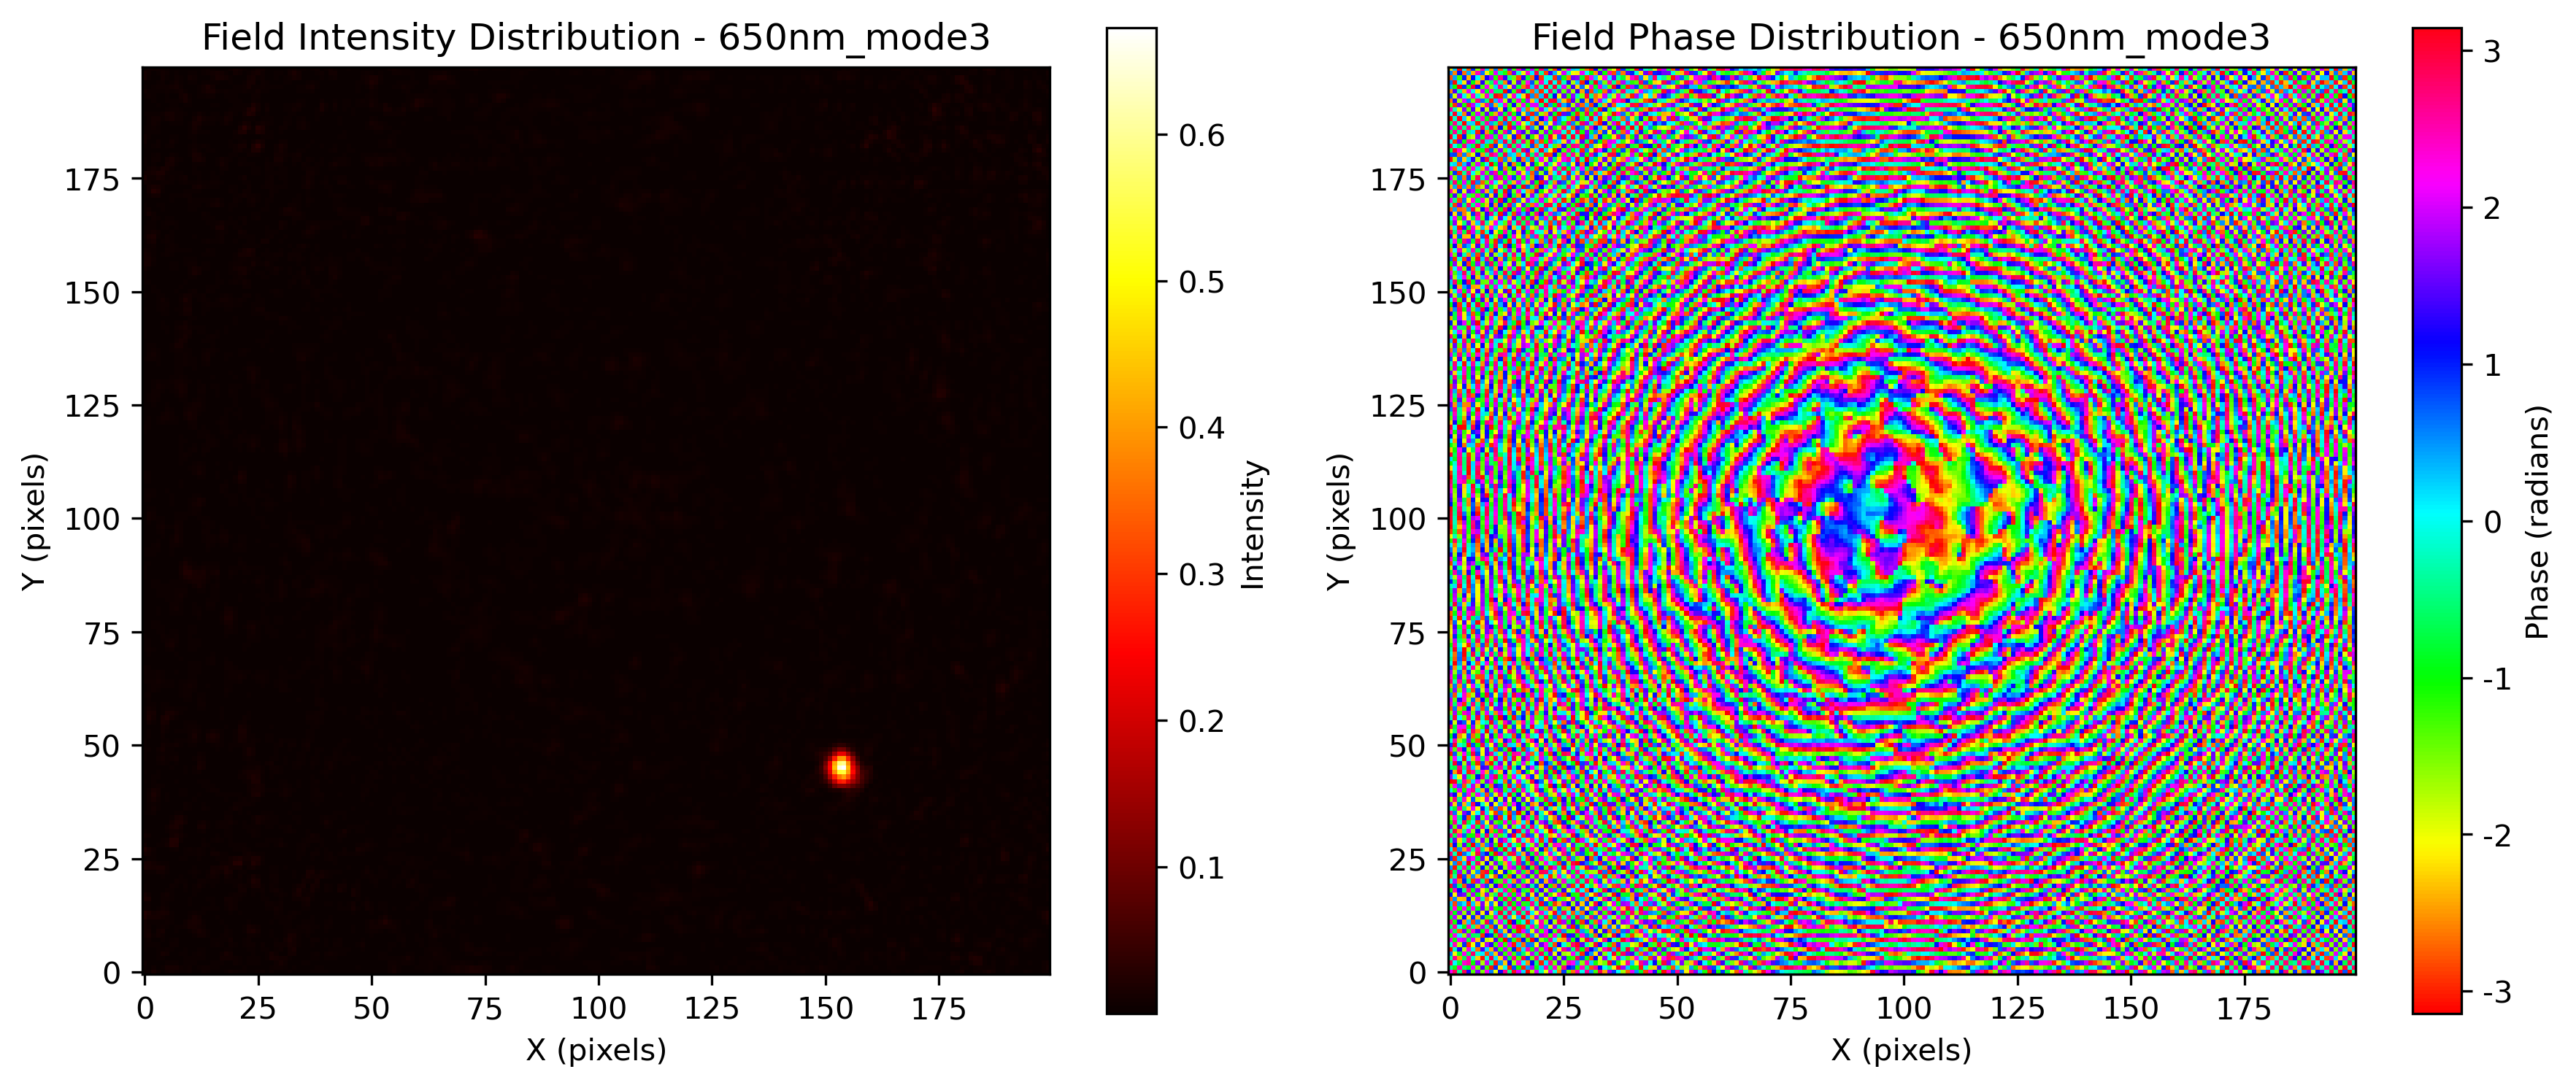 Field Intensity Distribution - 650nm_mode3
Y (pixels)
175
150
125
100
75
50
25
0
0 25 50 75 100 125 150 175
X (pixels)
0.6
0.5
0.4
0.3
0.2
0.1
Intensity
Field Phase Distribution - 650nm_mode3
Y (pixels)
175
150
125
100
75
50
25
0
0 25 50 75 100 125 150 175
X (pixels)
3
2
1
0
-1
-2
-3
Phase (radians)